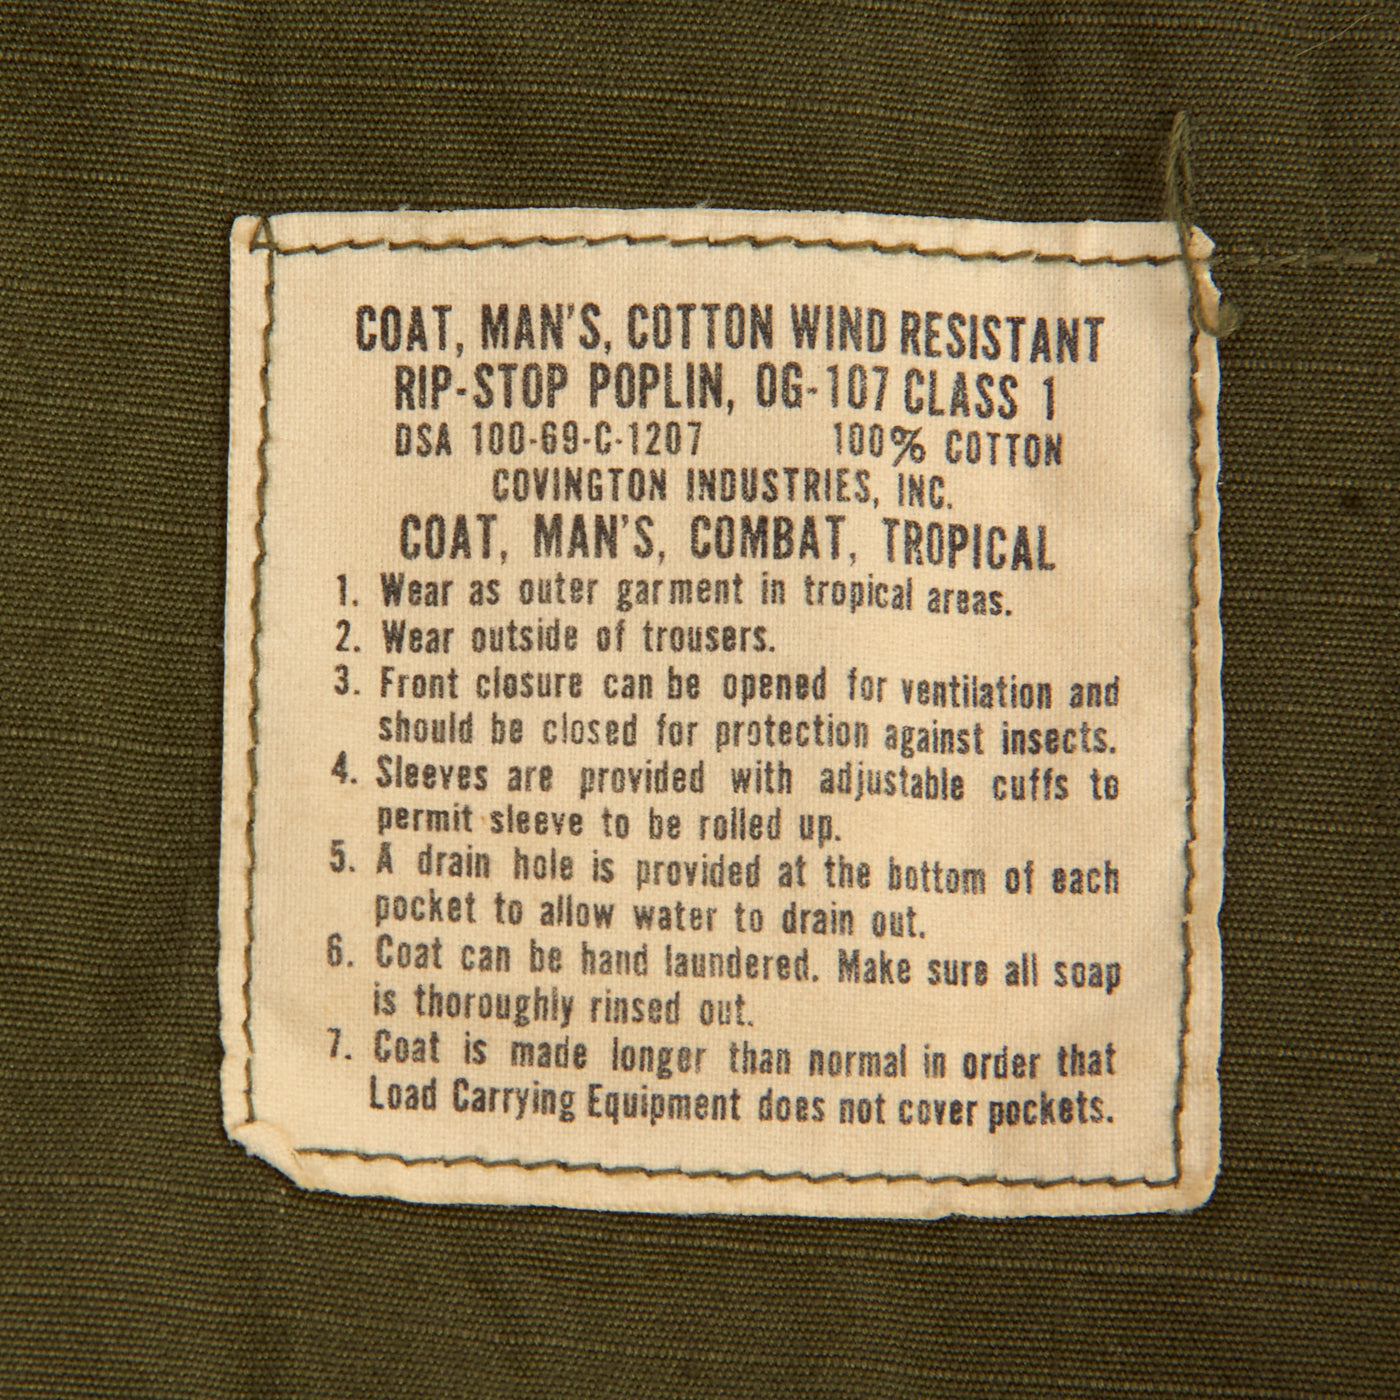 COAT, MAN'S, COTTON WIND RESISTANT
RIP-STOP POPLIN, OG-107 CLASS 1
DSA 100-69-C-1207 100% COTTON
COVINGTON INDUSTRIES, INC.
COAT, MAN'S, COMBAT, TROPICAL
1. Wear as outer garment in tropical areas.
2. Wear outside of trousers.
3. Front closure can be opened for ventilation and
should be closed for protection against insects.
4. Sleeves are provided with adjustable cuffs to
permit sleeve to be rolled up.
5. A drain hole is provided at the bottom of each
pocket to allow water to drain out.
6. Coat can be hand laundered. Make sure all soap
is thoroughly rinsed out.
7. Coat is made longer than normal in order that
Load Carrying Equipment does not cover pockets.